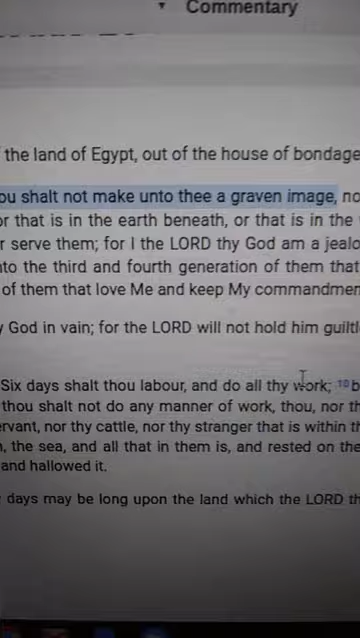 Commentary
the land of Egypt, out of the house of bondage
ou shalt not make unto thee a graven image, no
or that is in the earth beneath, or that is in the
r serve them; for I the LORD thy God am a jealo
nto the third and fourth generation of them that
of them that love Me and keep My commandmen
y God in vain; for the LORD will not hold him guiltl
Six days shalt thou labour, and do all thy work; 10 b
thou shalt not do any manner of work, thou, nor th
rvant, nor thy cattle, nor thy stranger that is within th
, the sea, and all that in them is, and rested on the
and hallowed it.
days may be long upon the land which the LORD th